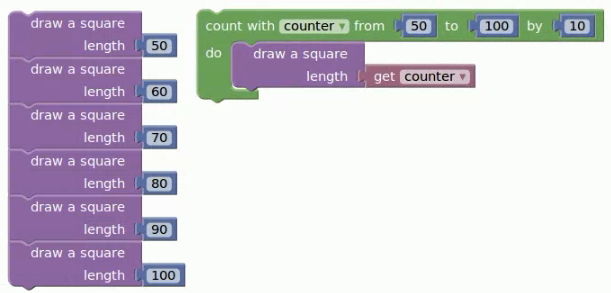 draw a square
length 50
draw a square
length 60
draw a square
length 70
draw a square
length 80
draw a square
length 90
draw a square
length 100
count with counter from 50 to 100 by 10
do draw a square
length get counter